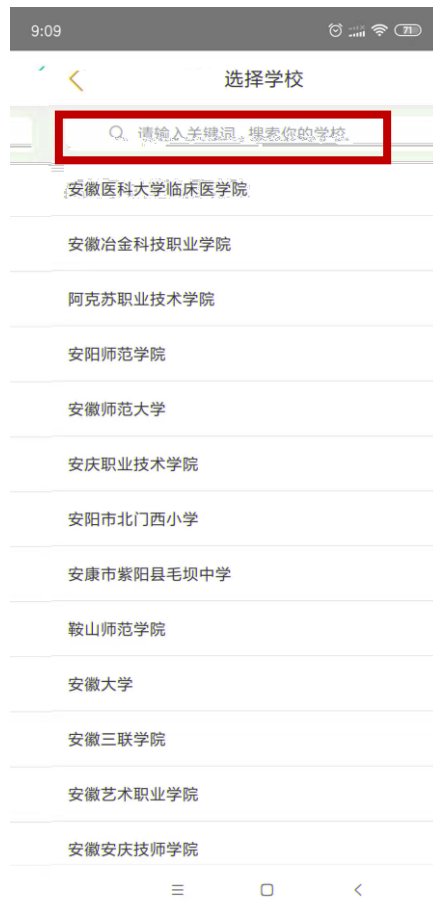 9:09
71
选择学校
请输入关键词，搜索你的学校
安徽医科大学临床医学院
安徽冶金科技职业学院
阿克苏职业技术学院
安阳师范学院
安徽师范大学
安庆职业技术学院
安阳市北门西小学
安康市紫阳县毛坝中学
鞍山师范学院
安徽大学
安徽三联学院
安徽艺术职业学院
安徽安庆技师学院